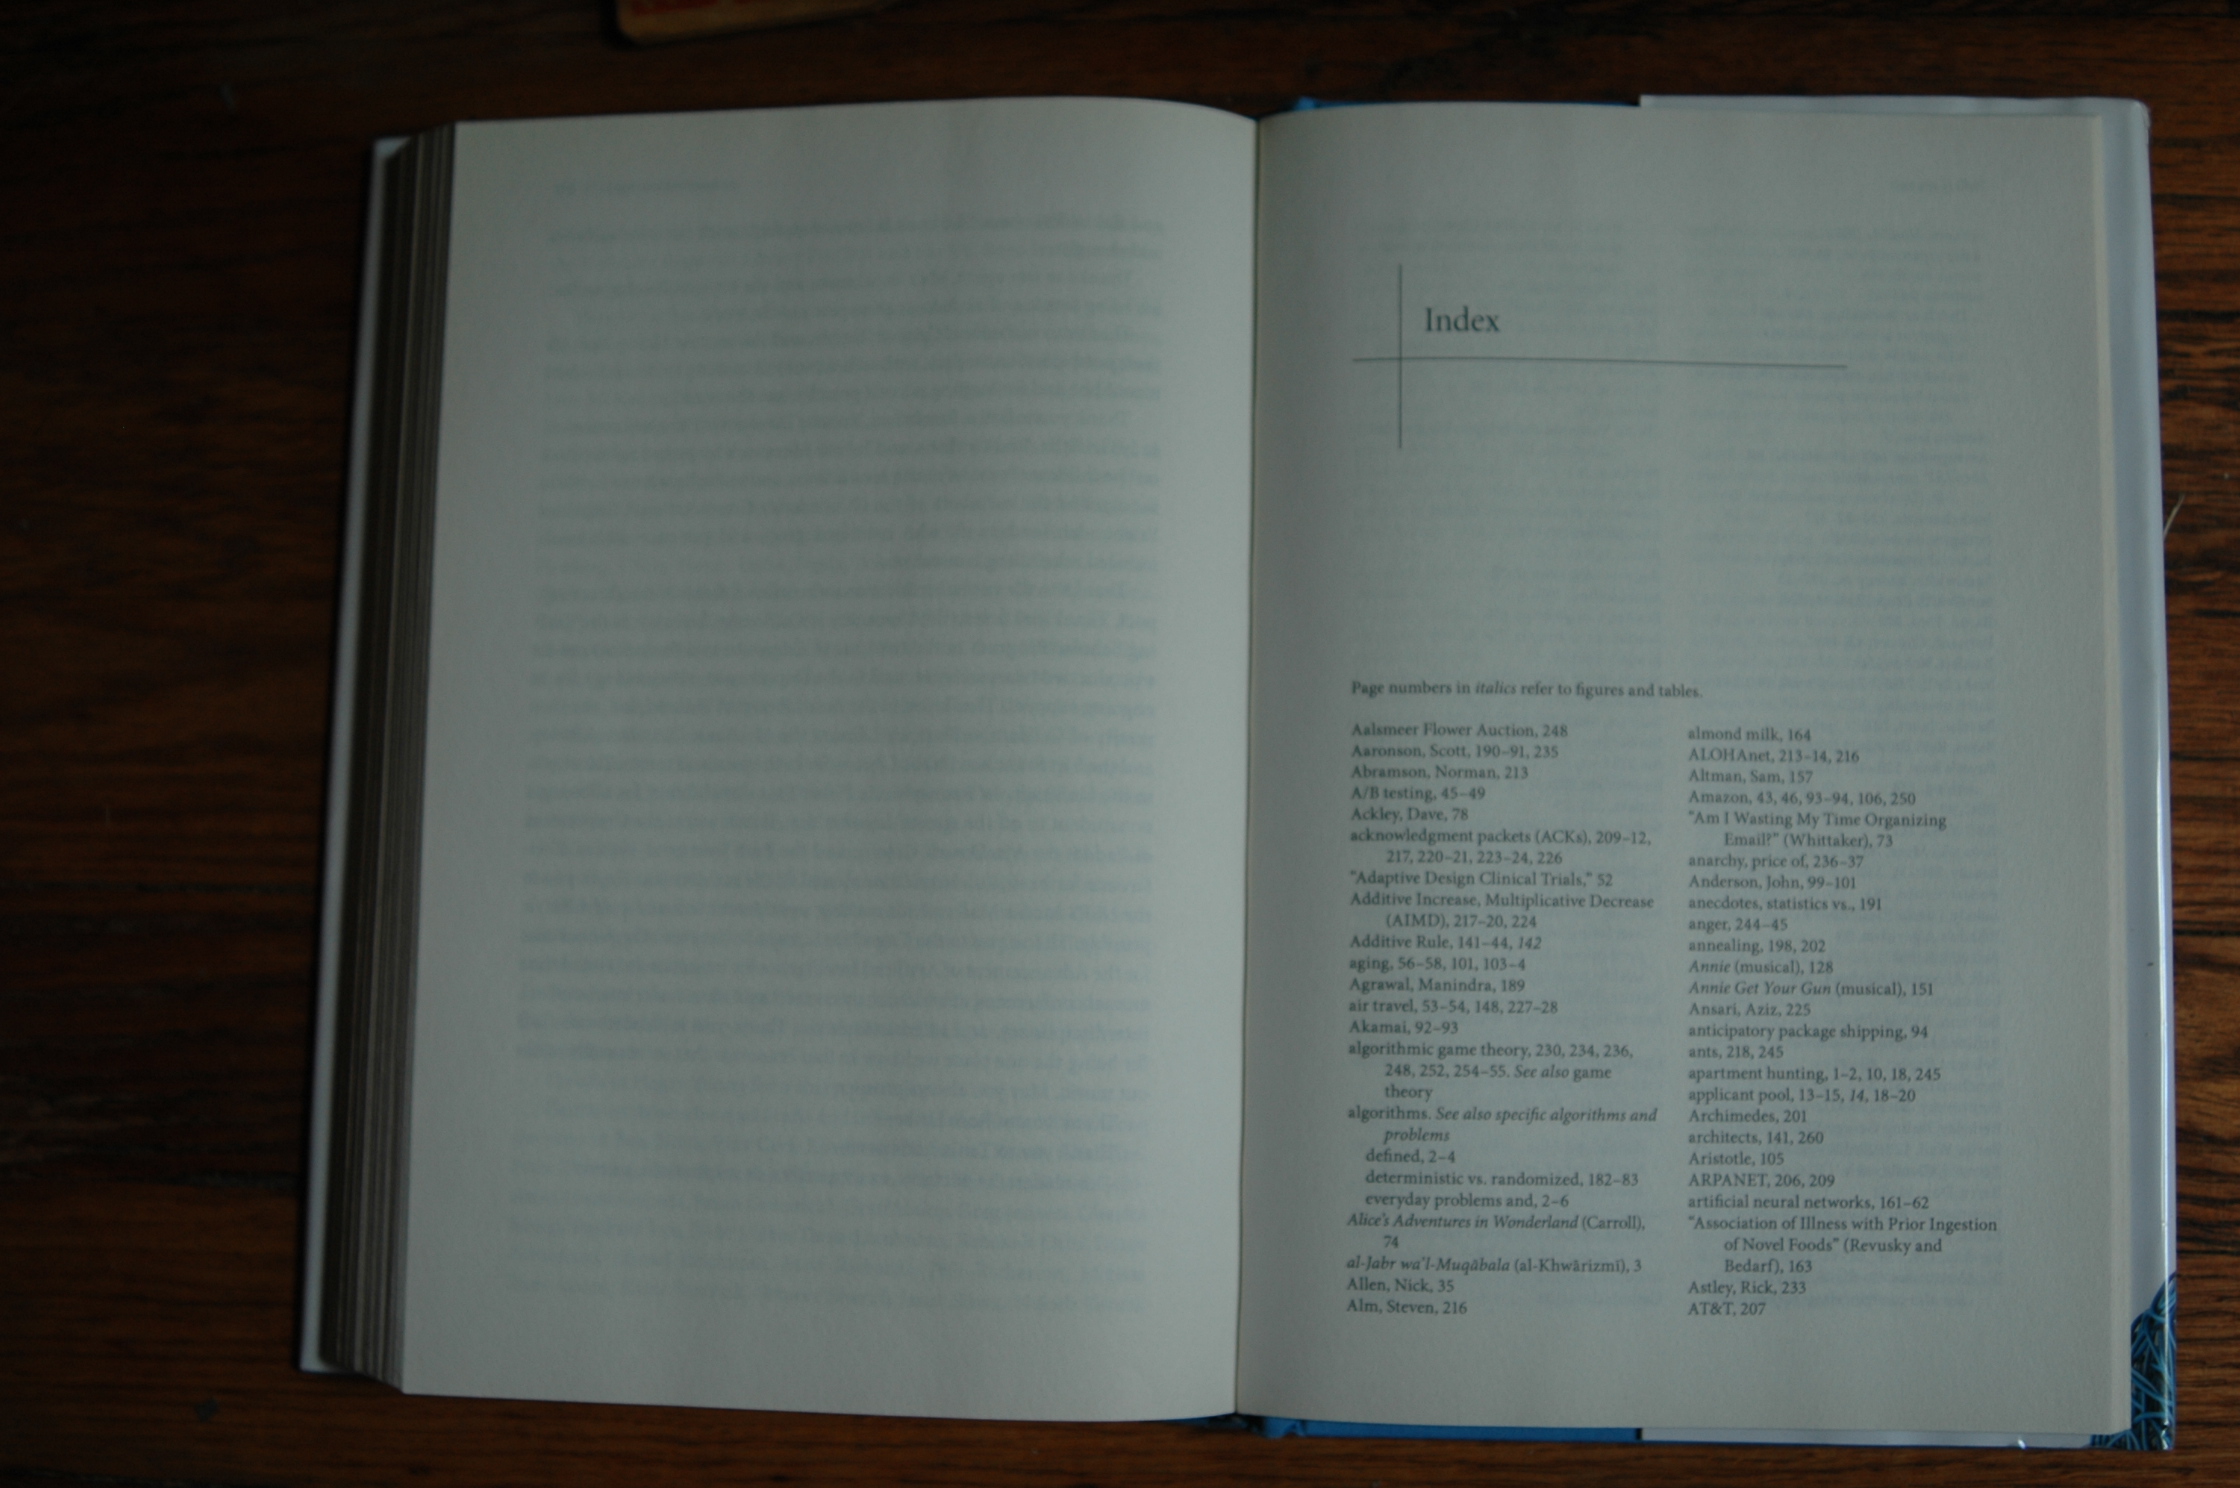 Index
Page numbers in italics refer to figures and tables.
Aalsmeer Flower Auction, 248
Aaronson, Scott, 190–91, 235
Abramson, Norman, 213
A/B testing, 45–49
Ackley, Dave, 78
acknowledgment packets (ACKs), 209–12,
217, 220–21, 223–24, 226
"Adaptive Design Clinical Trials," 52
Additive Increase, Multiplicative Decrease
(AIMD), 217–20, 224
Additive Rule, 141–44, 142
aging, 56–58, 101, 103–4
Agrawal, Manindra, 189
air travel, 53–54, 148, 227–28
Akamai, 92–93
algorithmic game theory, 230, 234, 236,
248, 252, 254–55. See also game
theory
algorithms. See also specific algorithms and
problems
defined, 2–4
deterministic vs. randomized, 182–83
everyday problems and, 2–6
Alice's Adventures in Wonderland (Carroll),
74
al-Jabr wa'l-Muqābala (al-Khwārizmī), 3
Allen, Nick, 35
Alm, Steven, 216
almond milk, 164
ALOHAnet, 213–14, 216
Altman, Sam, 157
Amazon, 43, 46, 93–94, 106, 250
"Am I Wasting My Time Organizing
Email?" (Whittaker), 73
anarchy, price of, 236–37
Anderson, John, 99–101
anecdotes, statistics vs., 191
anger, 244–45
annealing, 198, 202
Annie (musical), 128
Annie Get Your Gun (musical), 151
Ansari, Aziz, 225
anticipatory package shipping, 94
ants, 218, 245
apartment hunting, 1–2, 10, 18, 245
applicant pool, 13–15, 14, 18–20
Archimedes, 201
architects, 141, 260
Aristotle, 105
ARPANET, 206, 209
artificial neural networks, 161–62
"Association of Illness with Prior Ingestion
of Novel Foods" (Revusky and
Bedarf), 163
Astley, Rick, 233
AT&T, 207